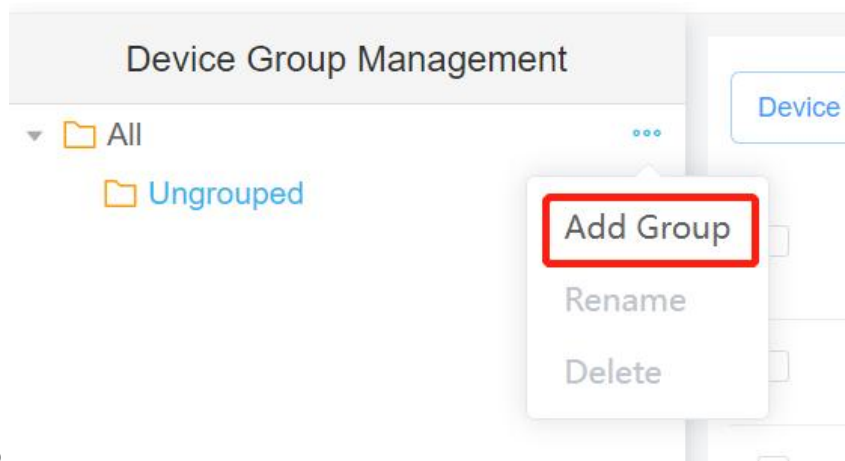 Device Group Management
Device
All
Ungrouped
Add Group
Rename
Delete